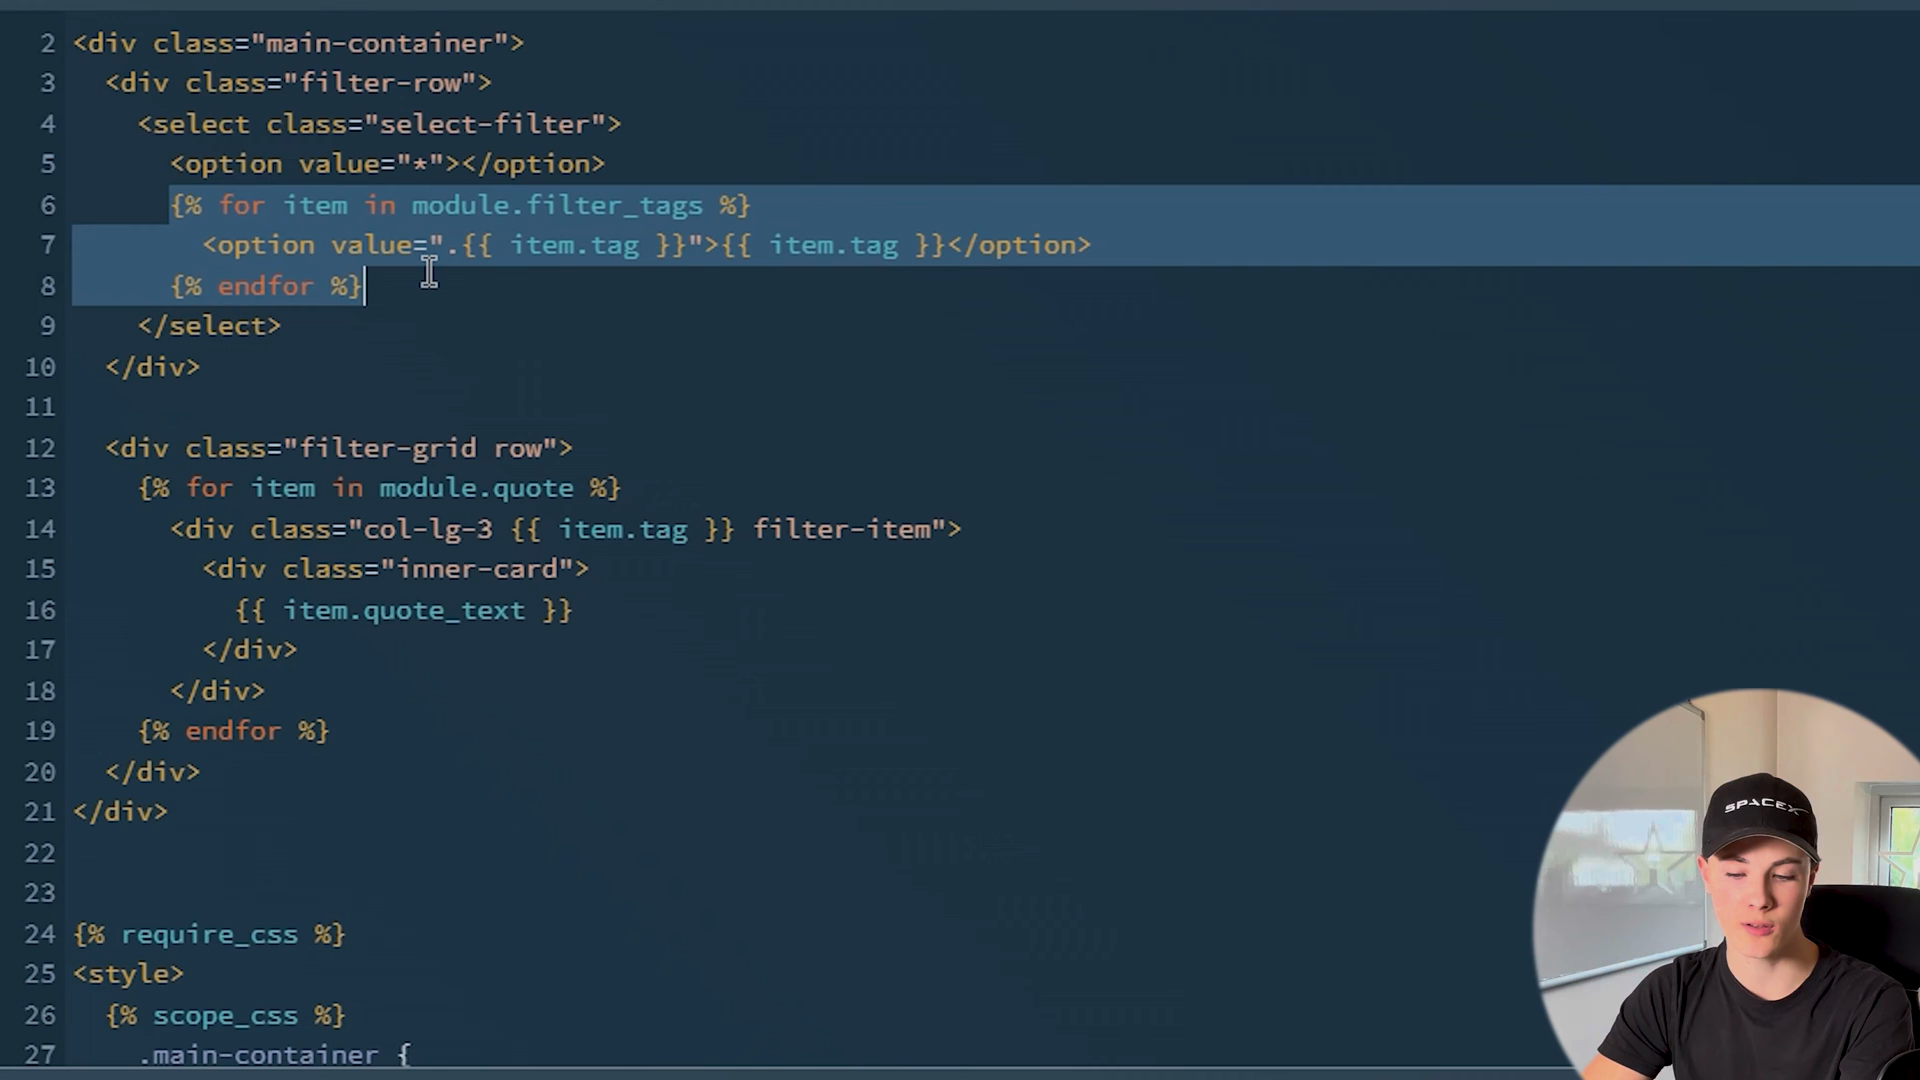 2 <div class="main-container">
3 <div class="filter-row">
4 <select class="select-filter">
5 <option value="*"></option>
6 {% for item in module.filter_tags %}
7 <option value=".{{ item.tag }}">{{ item.tag }}</option>
8 {% endfor %}
9 </select>
10 </div>
11
12 <div class="filter-grid row">
13 {% for item in module.quote %}
14 <div class="col-lg-3 {{ item.tag }} filter-item">
15 <div class="inner-card">
16 {{ item.quote_text }}
17 </div>
18 </div>
19 {% endfor %}
20 </div>
21 </div>
22
23
24 {% require_css %}
25 <style>
26 {% scope_css %}
27 .main-container {
SPACEX